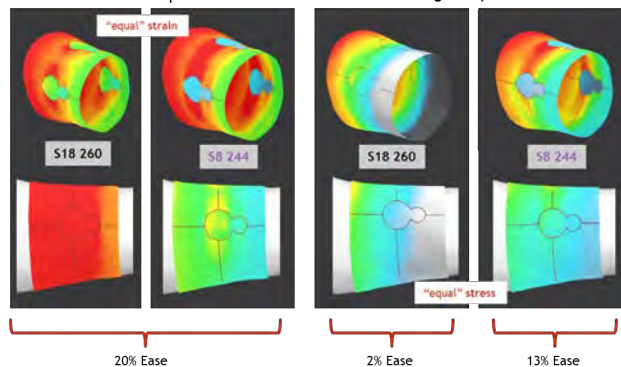 "equal" strain
S18 260
S8 244
S18 260
S8 244
"equal" stress
20% Ease
2% Ease
13% Ease